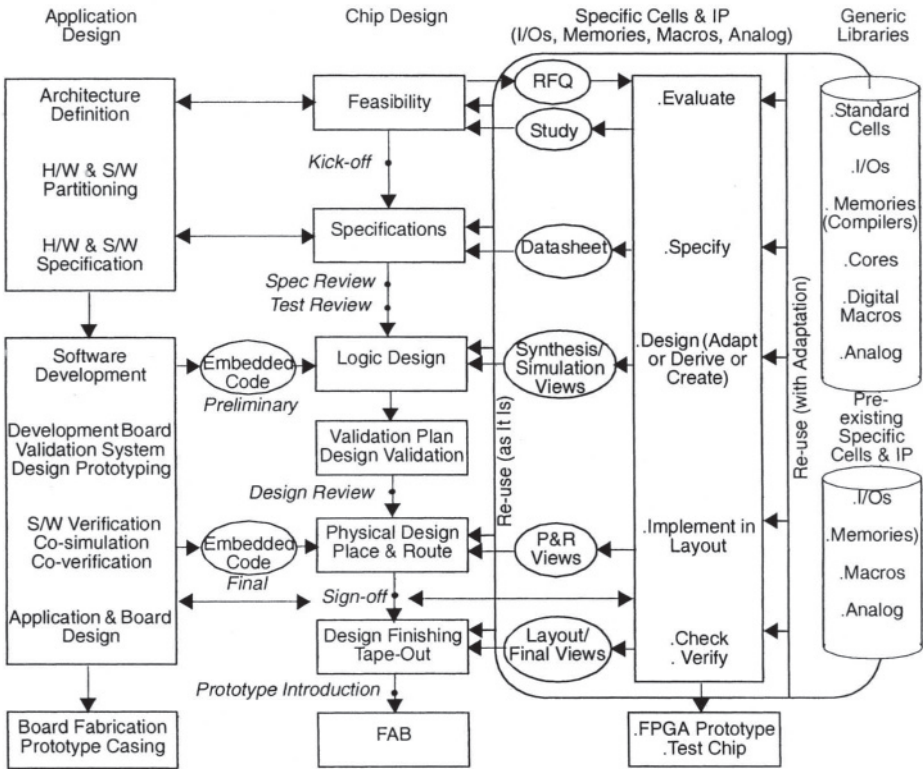 Application
Design
Chip Design
Specific Cells & IP
(I/Os, Memories, Macros, Analog)
Generic
Libraries
Architecture
Definition
H/W & S/W
Partitioning
H/W & S/W
Specification
Software
Development
Development Board
Validation System
Design Prototyping
S/W Verification
Co-simulation
Co-verification
Application & Board
Design
Board Fabrication
Prototype Casing
Embedded
Code
Preliminary
Embedded
Code
Final
Feasibility
Kick-off
Specifications
Spec Review
Test Review
Logic Design
Validation Plan
Design Validation
Design Review
Physical Design
Place & Route
Sign-off
Design Finishing
Tape-Out
Prototype Introduction
FAB
Re-use (as It Is)
RFQ
Study
Datasheet
Synthesis/
Simulation
Views
P&R
Views
Layout/
Final Views
.Evaluate
.Specify
.Design (Adapt
or Derive or
Create)
.Implement in
Layout
.Check
. Verify
.FPGA Prototype
.Test Chip
Re-use (with Adaptation)
.Standard
Cells
.I/Os
. Memories
(Compilers)
.Cores
.Digital
Macros
.Analog
Pre-
existing
Specific
Cells & IP
.I/Os
.Memories)
.Macros
.Analog